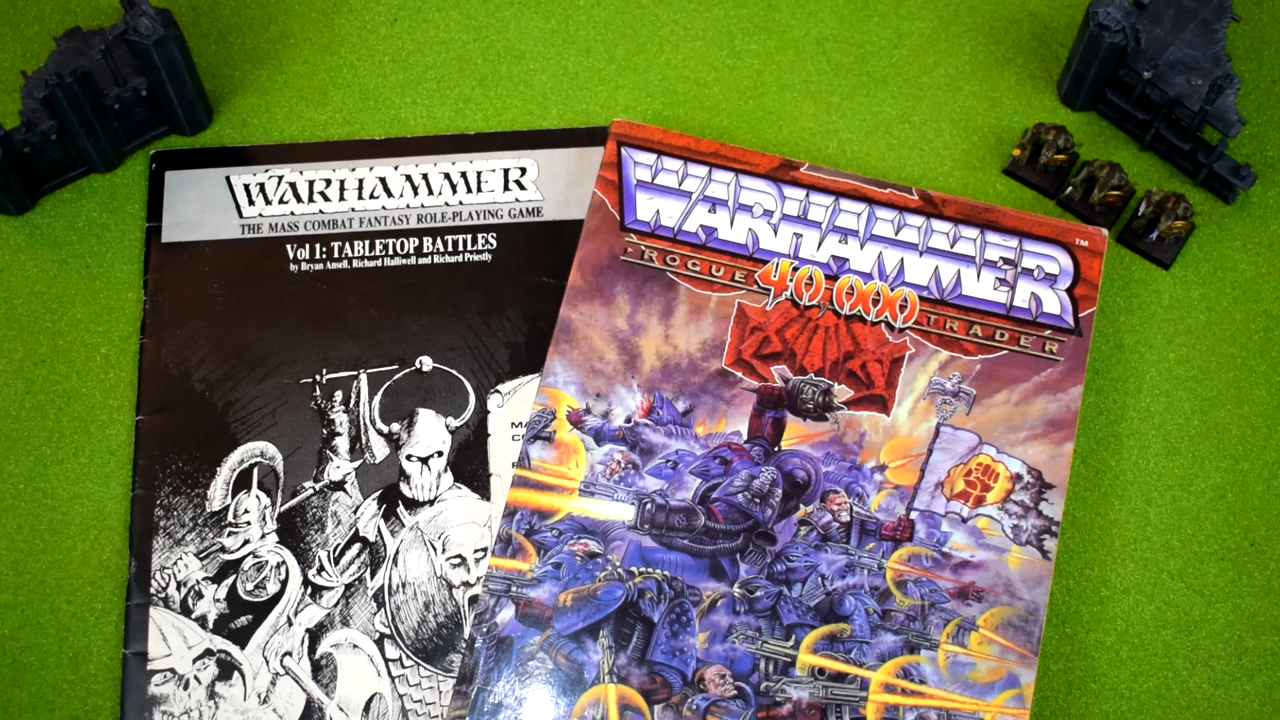 WARHAMMER
THE MASS COMBAT FANTASY ROLE-PLAYING GAME
Vol 1: TABLETOP BATTLES
by Bryan Ansell, Richard Halliwell and Richard Priestly
WARHAMMER
TM
ROGUE 40,000 TRADER